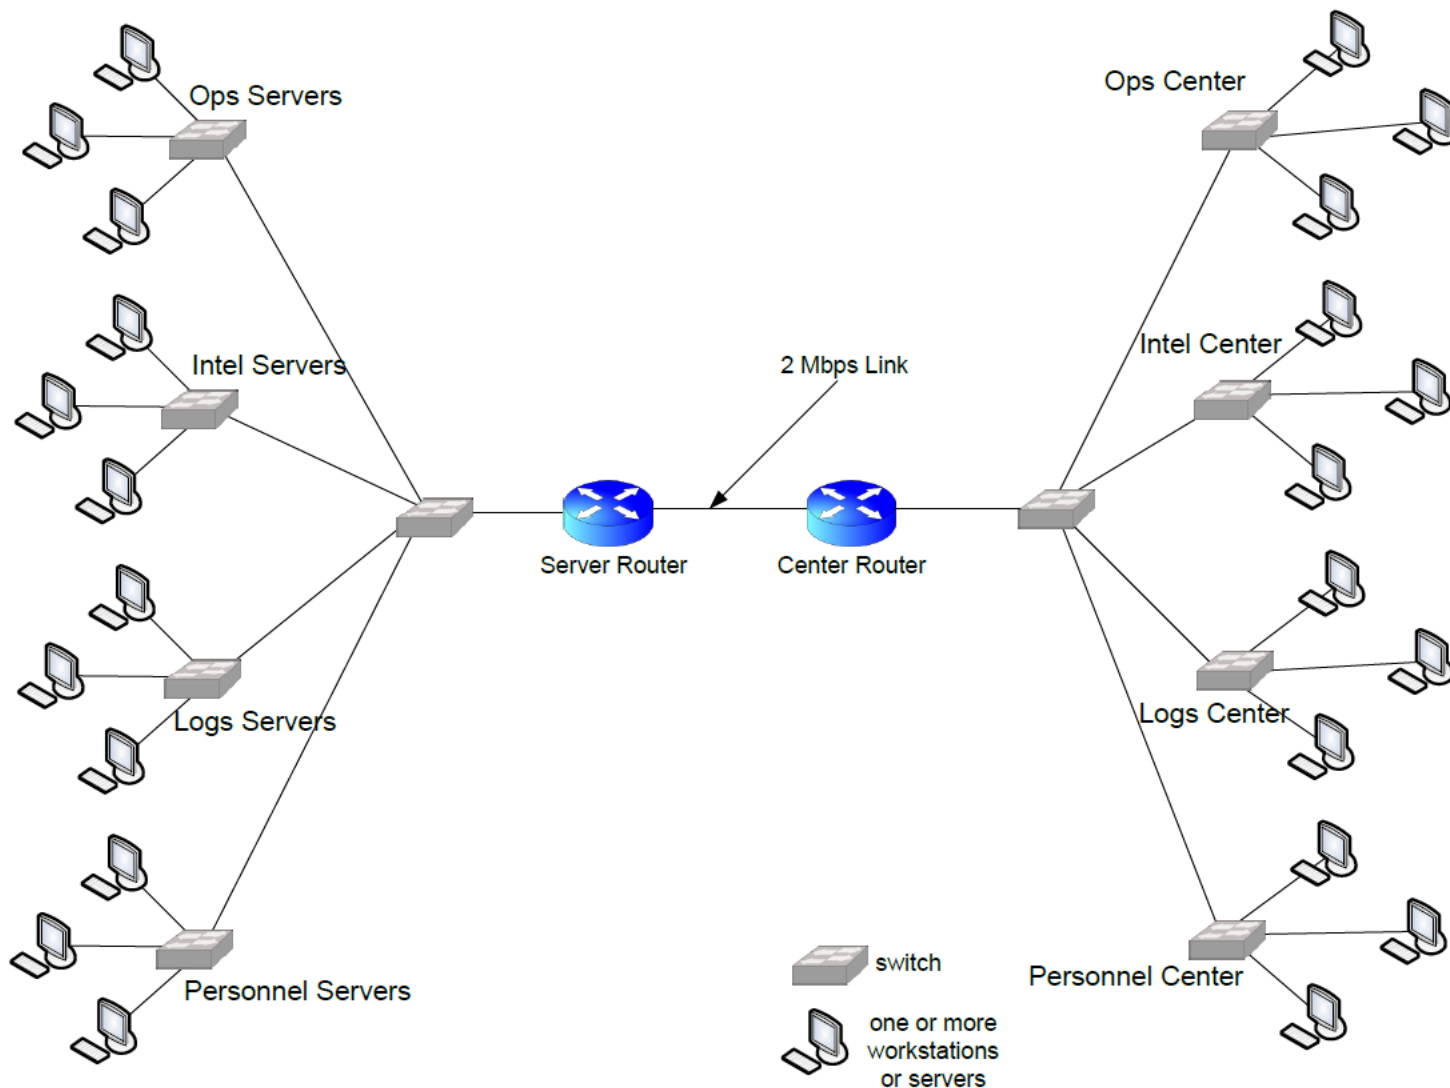 Ops Servers
Ops Center
Intel Servers
Intel Center
2 Mbps Link
Server Router
Center Router
Logs Servers
Logs Center
Personnel Servers
Personnel Center
switch
one or more
workstations
or servers